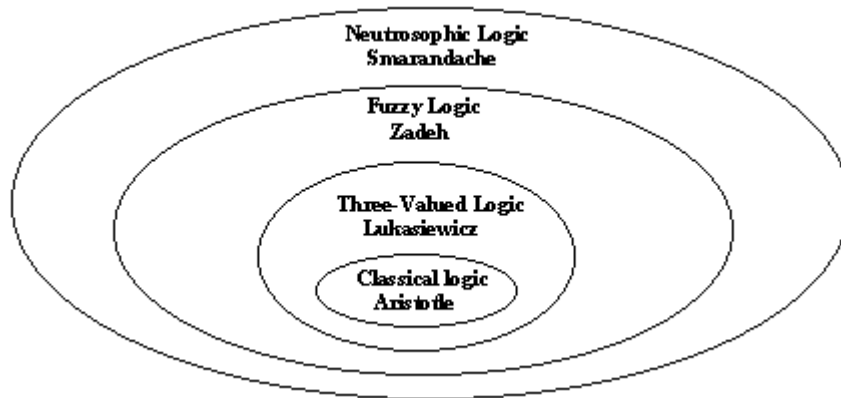 Neutrosophic Logic
Smarandache
Fuzzy Logic
Zadeh
Three-Valued Logic
Lukasiewicz
Classical logic
Aristotle